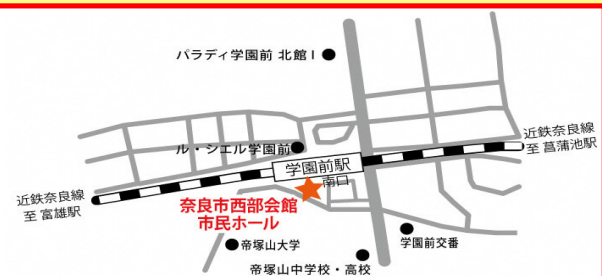 パラディ学園前 北館 I
ル・シエル学園前
近鉄奈良線
至 菖蒲池駅
学園前駅
南口
近鉄奈良線
至 富雄駅
奈良市西部会館
市民ホール
帝塚山大学
学園前交番
帝塚山中学校・高校